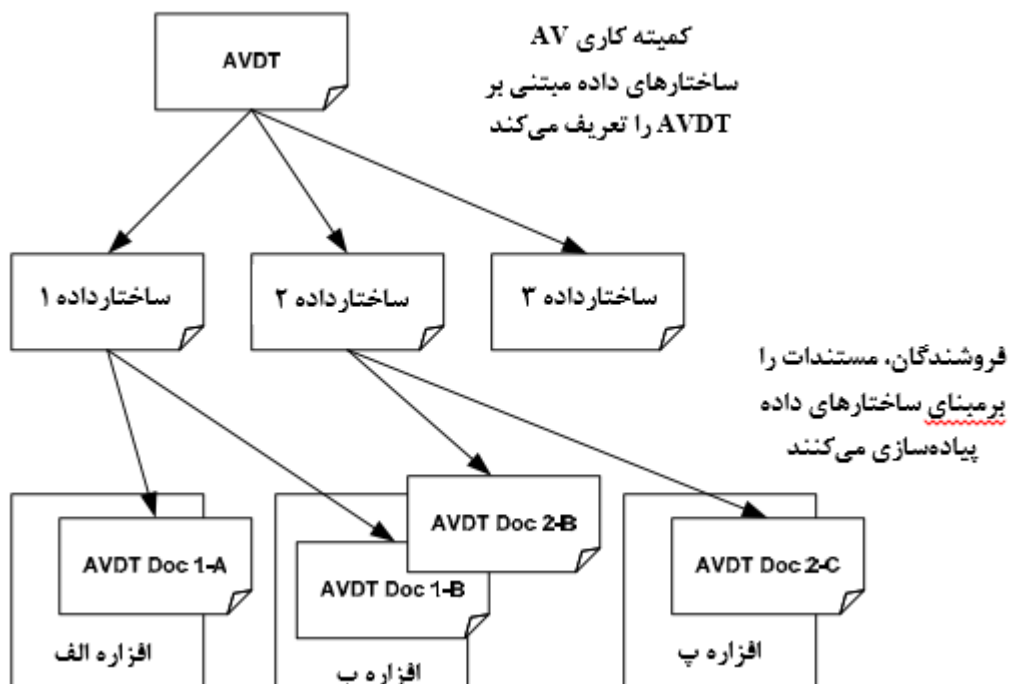 AVDT
کمیته کاری AV
ساختارهای داده مبتنی بر
AVDT را تعریف می‌کند
ساختارداده ۱
ساختارداده ۲
ساختارداده ۳
فروشندگان، مستندات را
برمبنای ساختارهای داده
پیاده‌سازی می‌کنند
AVDT Doc 1-A
AVDT Doc 2-B
AVDT Doc 1-B
AVDT Doc 2-C
افزاره الف
افزاره ب
افزاره پ